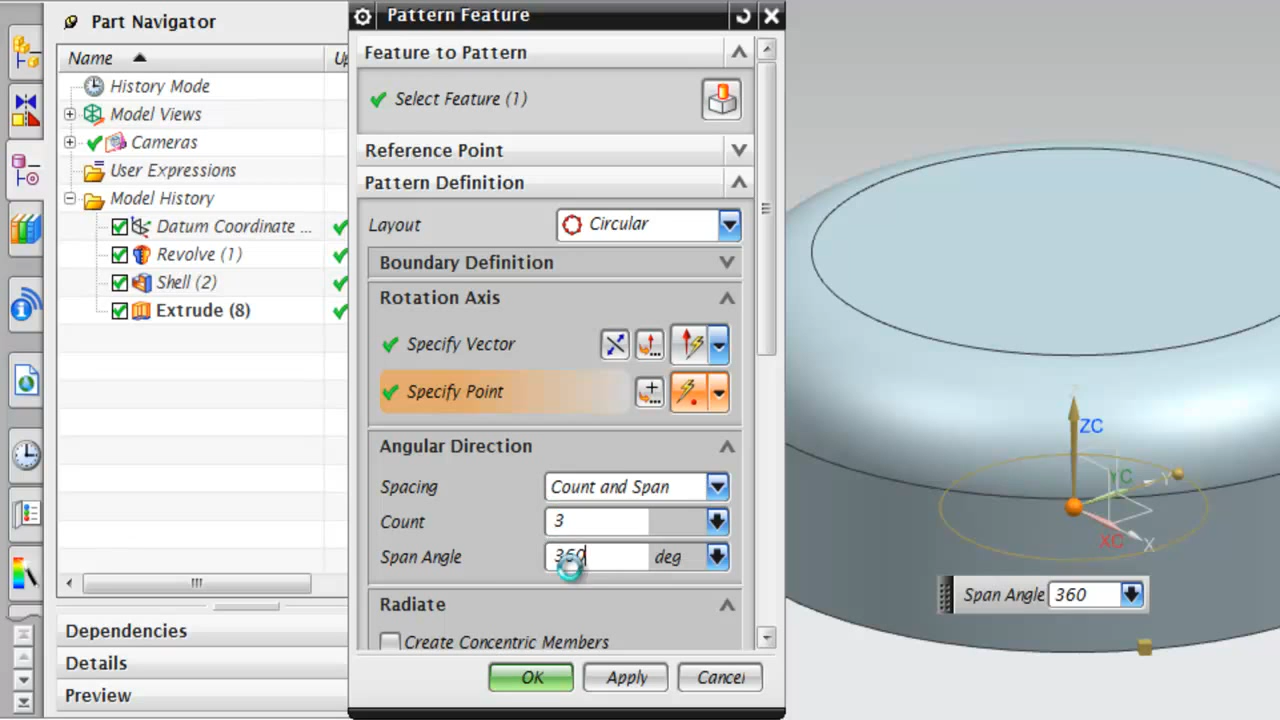 Part Navigator
Name
Up
History Mode
Model Views
Cameras
User Expressions
Model History
Datum Coordinate ...
Revolve (1)
Shell (2)
Extrude (8)
Dependencies
Details
Preview
Pattern Feature
Feature to Pattern
Select Feature (1)
Reference Point
Pattern Definition
Layout
Circular
Boundary Definition
Rotation Axis
Specify Vector
Specify Point
Angular Direction
Spacing
Count and Span
Count
3
Span Angle
360
deg
Radiate
Create Concentric Members
OK
Apply
Cancel
Z
ZC
YC
Y
XC
X
Span Angle 360